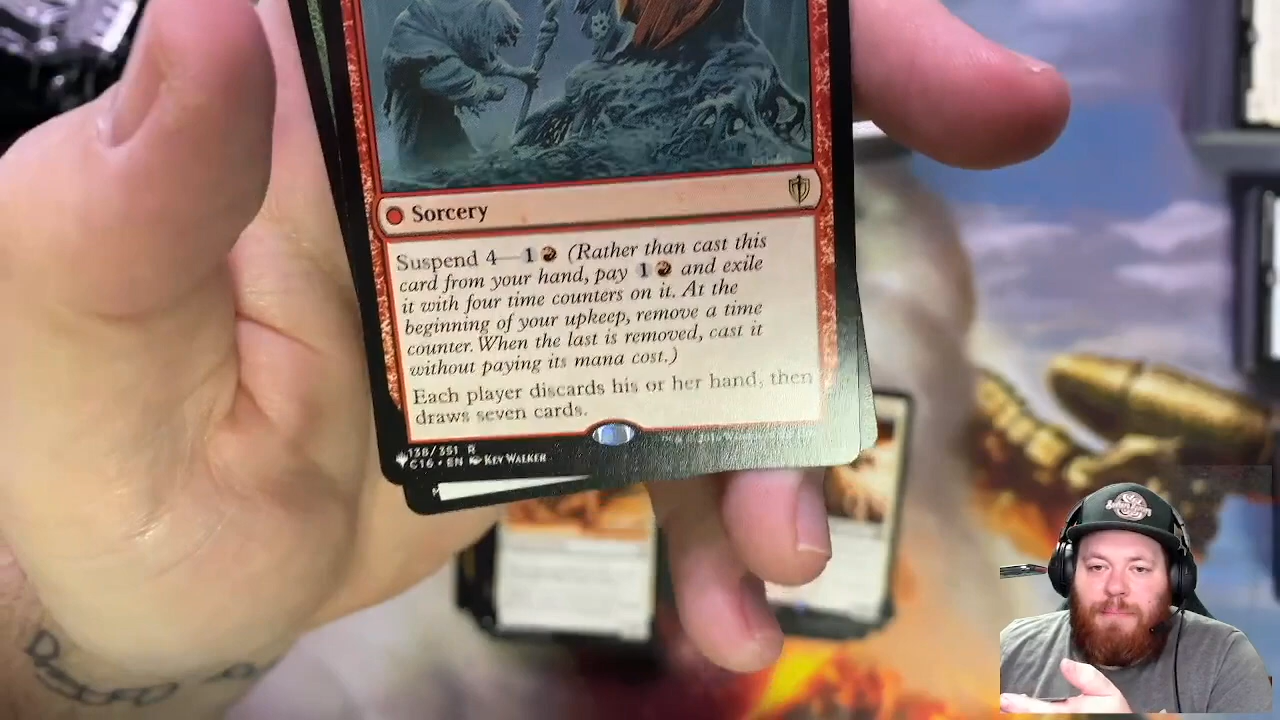 Sorcery
Suspend 4—1 (Rather than cast this
card from your hand, pay 1 and exile
it with four time counters on it. At the
beginning of your upkeep, remove a time
counter. When the last is removed, cast it
without paying its mana cost.)
Each player discards his or her hand, then
draws seven cards.
138/351 R
C16 • EN KEV WALKER